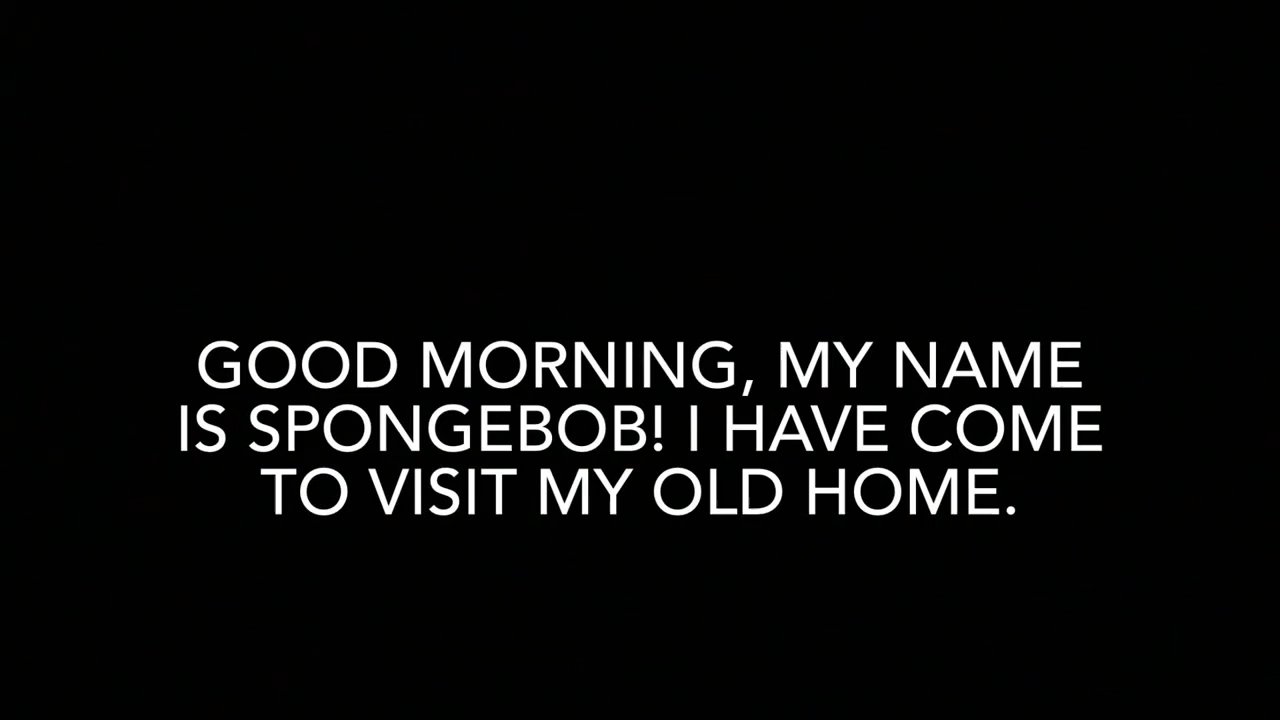 GOOD MORNING, MY NAME
IS SPONGEBOB! I HAVE COME
TO VISIT MY OLD HOME.